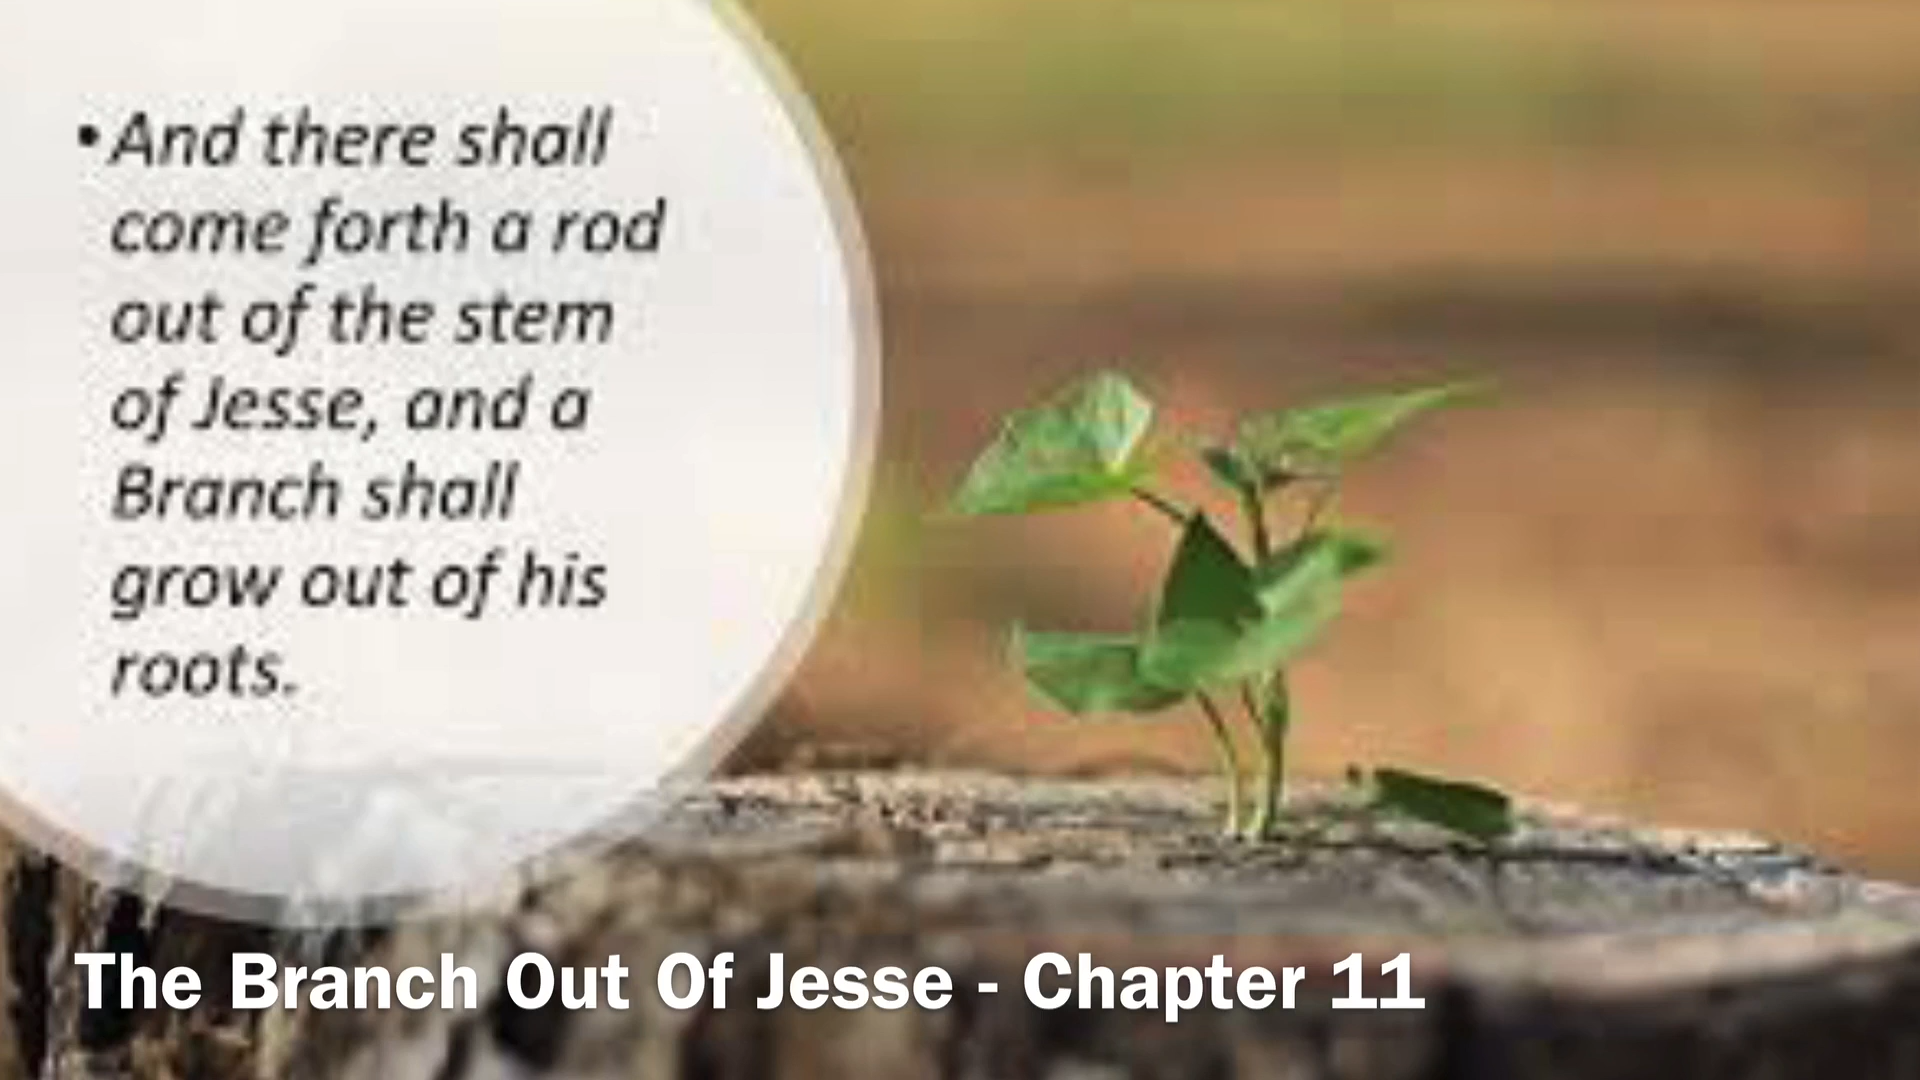 •And there shall
come forth a rod
out of the stem
of Jesse, and a
Branch shall
grow out of his
roots.
The Branch Out Of Jesse - Chapter 11